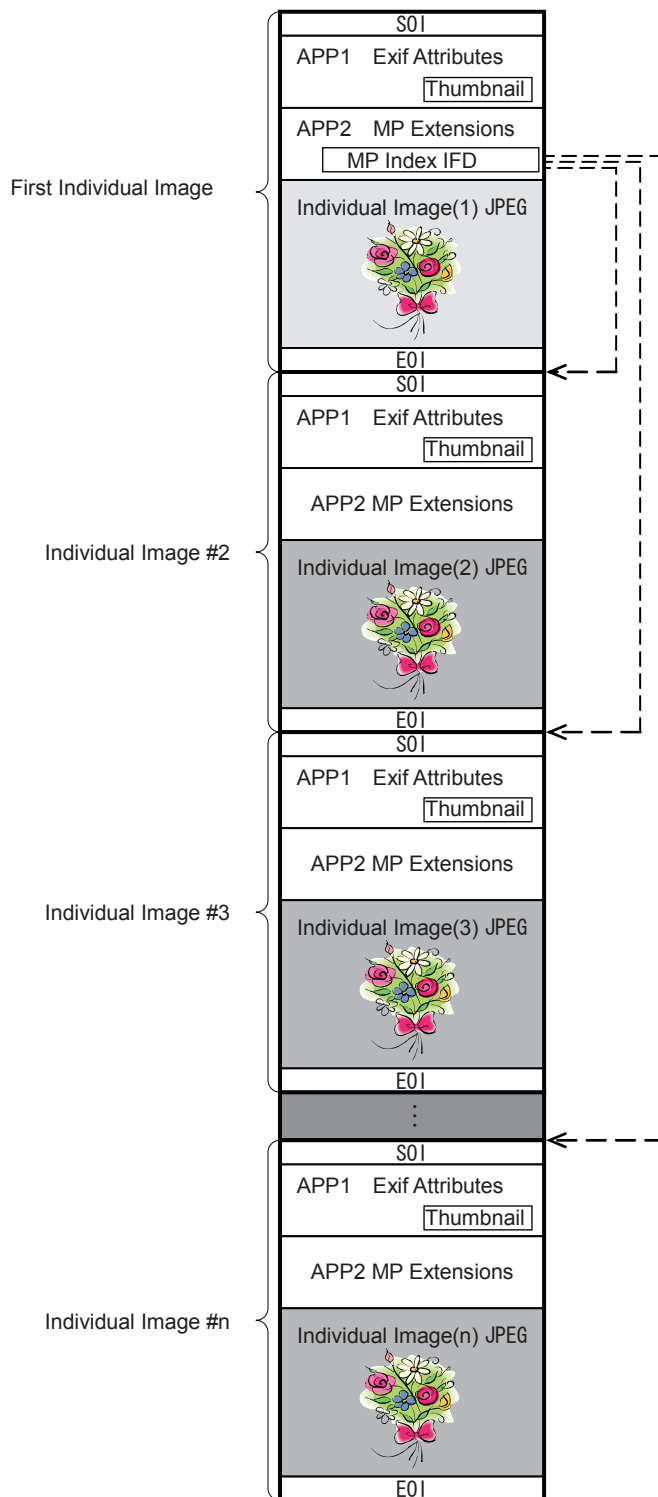 SOI
APP1 Exif Attributes
Thumbnail
APP2 MP Extensions
MP Index IFD
First Individual Image
Individual Image(1) JPEG
EOI
SOI
APP1 Exif Attributes
Thumbnail
APP2 MP Extensions
Individual Image #2
Individual Image(2) JPEG
EOI
SOI
APP1 Exif Attributes
Thumbnail
APP2 MP Extensions
Individual Image #3
Individual Image(3) JPEG
EOI
⋮
SOI
APP1 Exif Attributes
Thumbnail
APP2 MP Extensions
Individual Image #n
Individual Image(n) JPEG
EOI